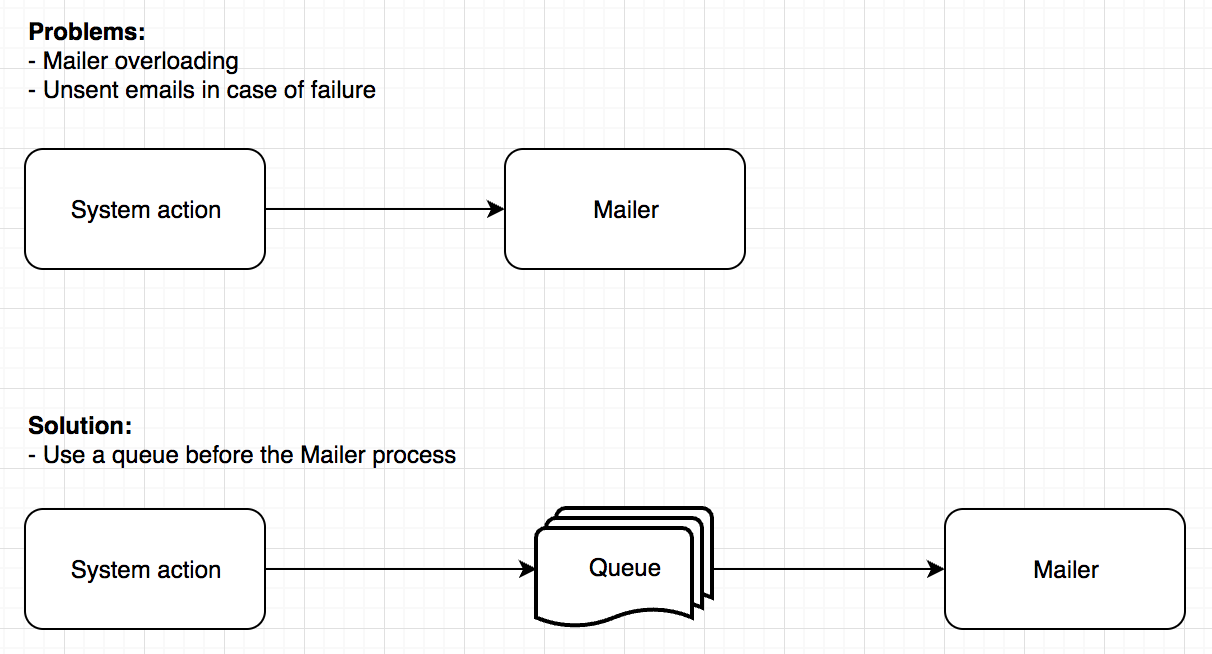 Problems:
- Mailer overloading
- Unsent emails in case of failure
System action
Mailer
Solution:
- Use a queue before the Mailer process
System action
Queue
Mailer